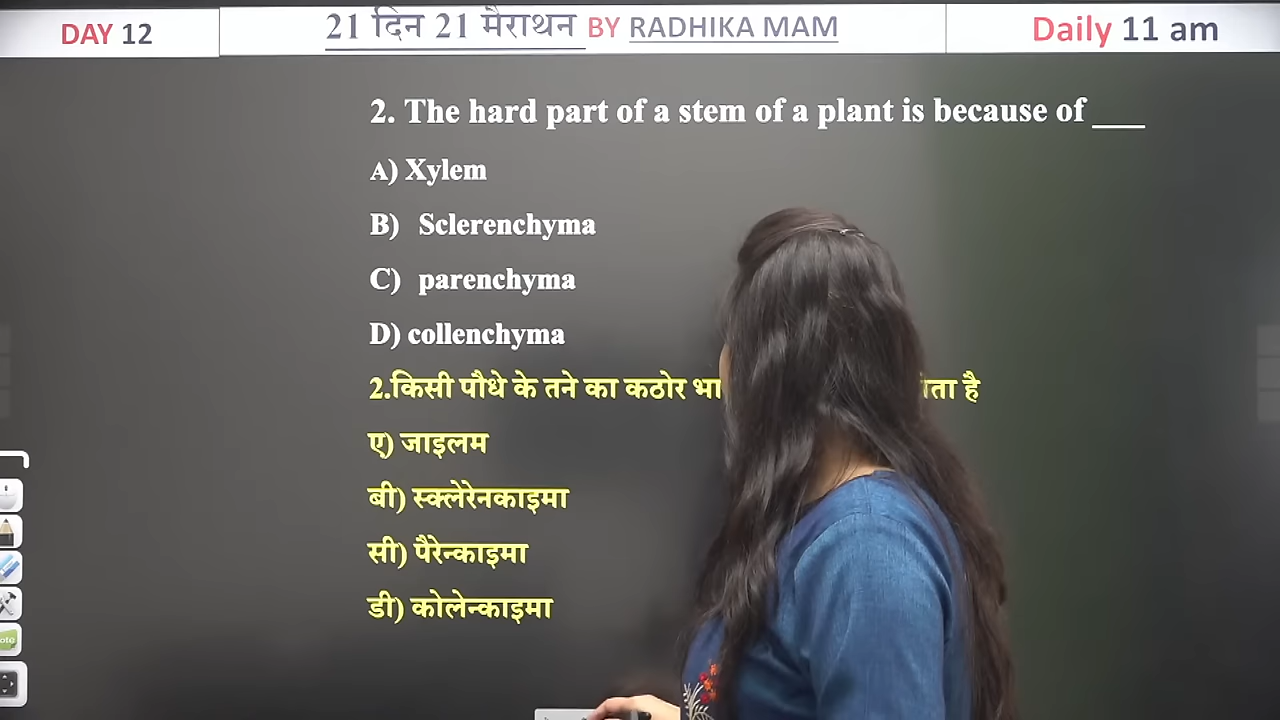 DAY 12
21 दिन 21 मैराथन BY RADHIKA MAM
Daily 11 am
2. The hard part of a stem of a plant is because of ___
A) Xylem
B) Sclerenchyma
C) parenchyma
D) collenchyma
2.किसी पौधे के तने का कठोर है
ए) जाइलम
बी) स्क्लेरेनकाइमा
सी) पैरेन्काइमा
डी) कोलेन्काइमा